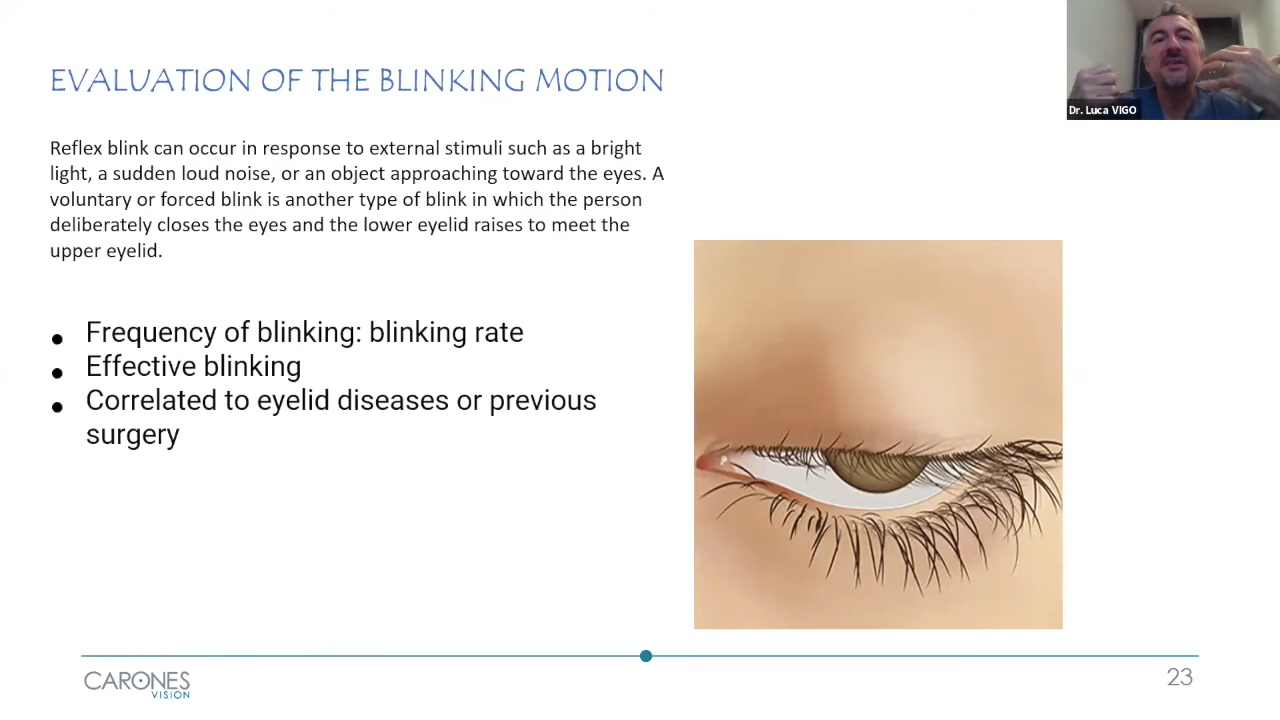 EVALUATION OF THE BLINKING MOTION
Dr. Luca VIGO
Reflex blink can occur in response to external stimuli such as a bright
light, a sudden loud noise, or an object approaching toward the eyes. A
voluntary or forced blink is another type of blink in which the person
deliberately closes the eyes and the lower eyelid raises to meet the
upper eyelid.
• Frequency of blinking: blinking rate
• Effective blinking
• Correlated to eyelid diseases or previous
surgery
CARONES
VISION
23